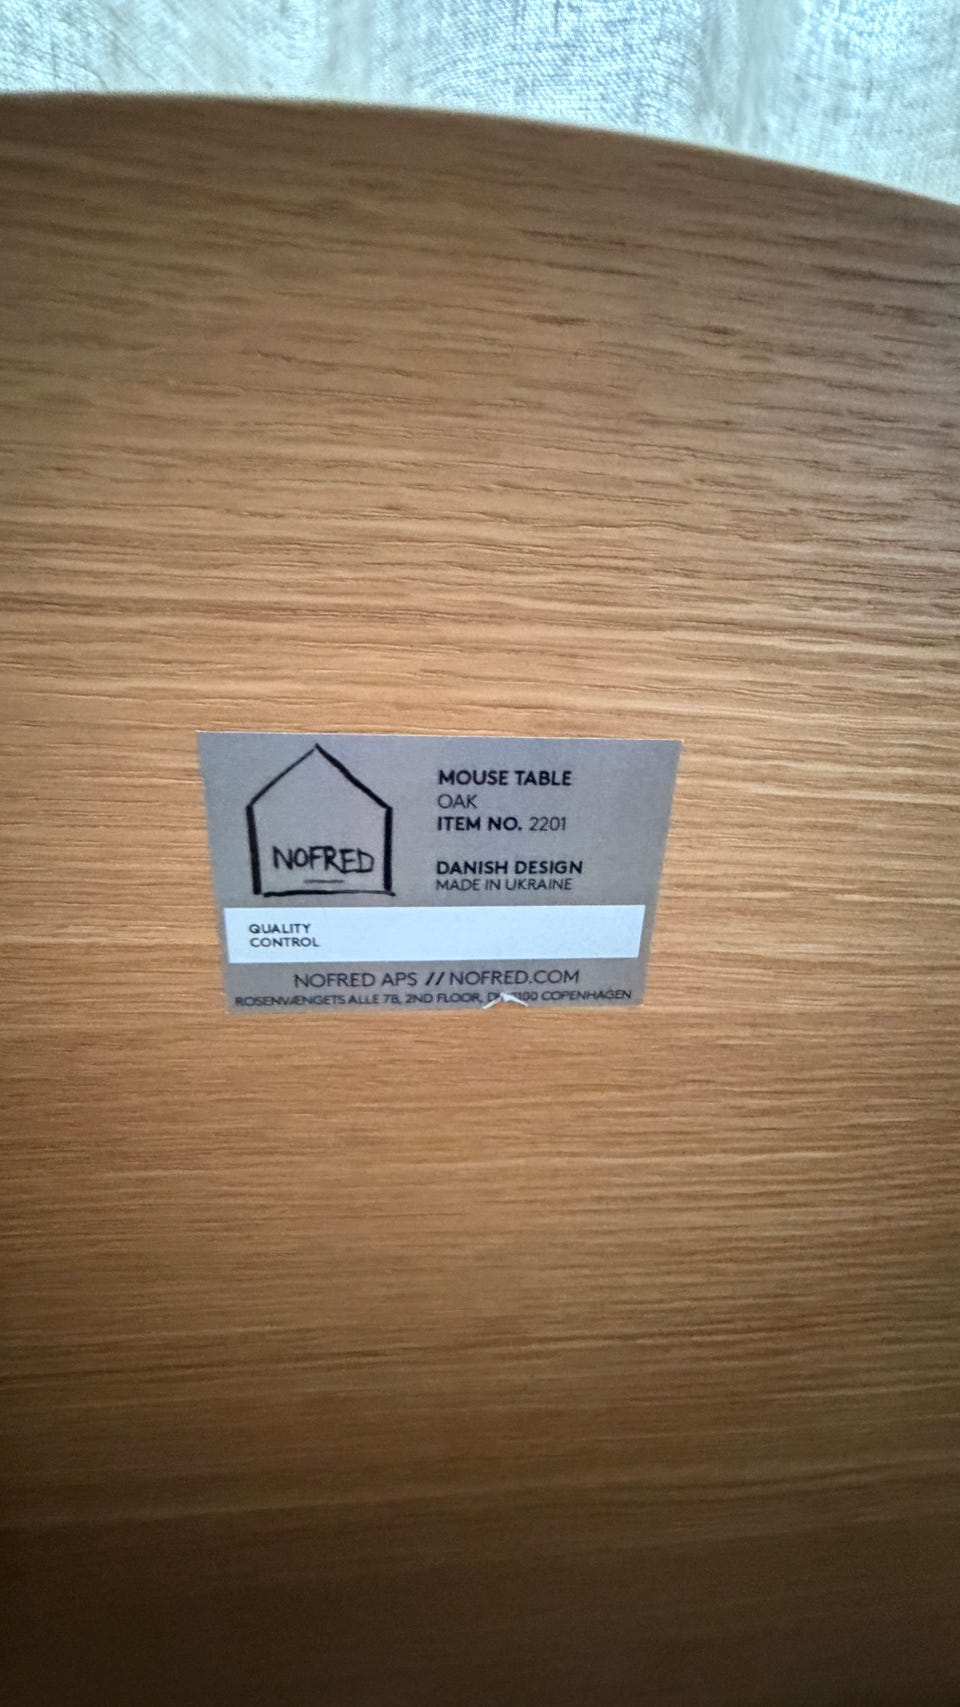 NOFRED
MOUSE TABLE
OAK
ITEM NO. 2201
DANISH DESIGN
MADE IN UKRAINE
QUALITY
CONTROL
NOFRED APS // NOFRED.COM
ROSENVÆNGETS ALLE 7B, 2ND FLOOR, COPENHAGEN